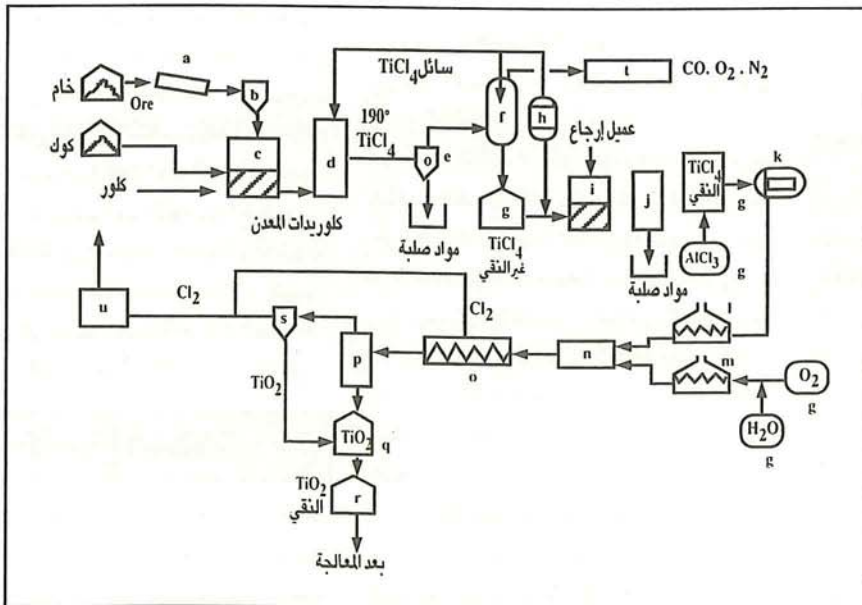 a
سائل TiCl4
t
CO. O2 . N2
خام
Ore
b
190°
TiCl4
f
h
عميل إرجاع
كوك
c
d
o
e
TiCl4
النقي
k
g
كلور
i
j
g
AlCl3
g
كلوريدات المعدن
مواد صلبة
TiCl4
غير النقي
مواد صلبة
u
Cl2
s
Cl2
l
p
n
m
o
O2
g
TiO2
TiO2
q
H2O
g
TiO2
النقي
r
بعد المعالجة